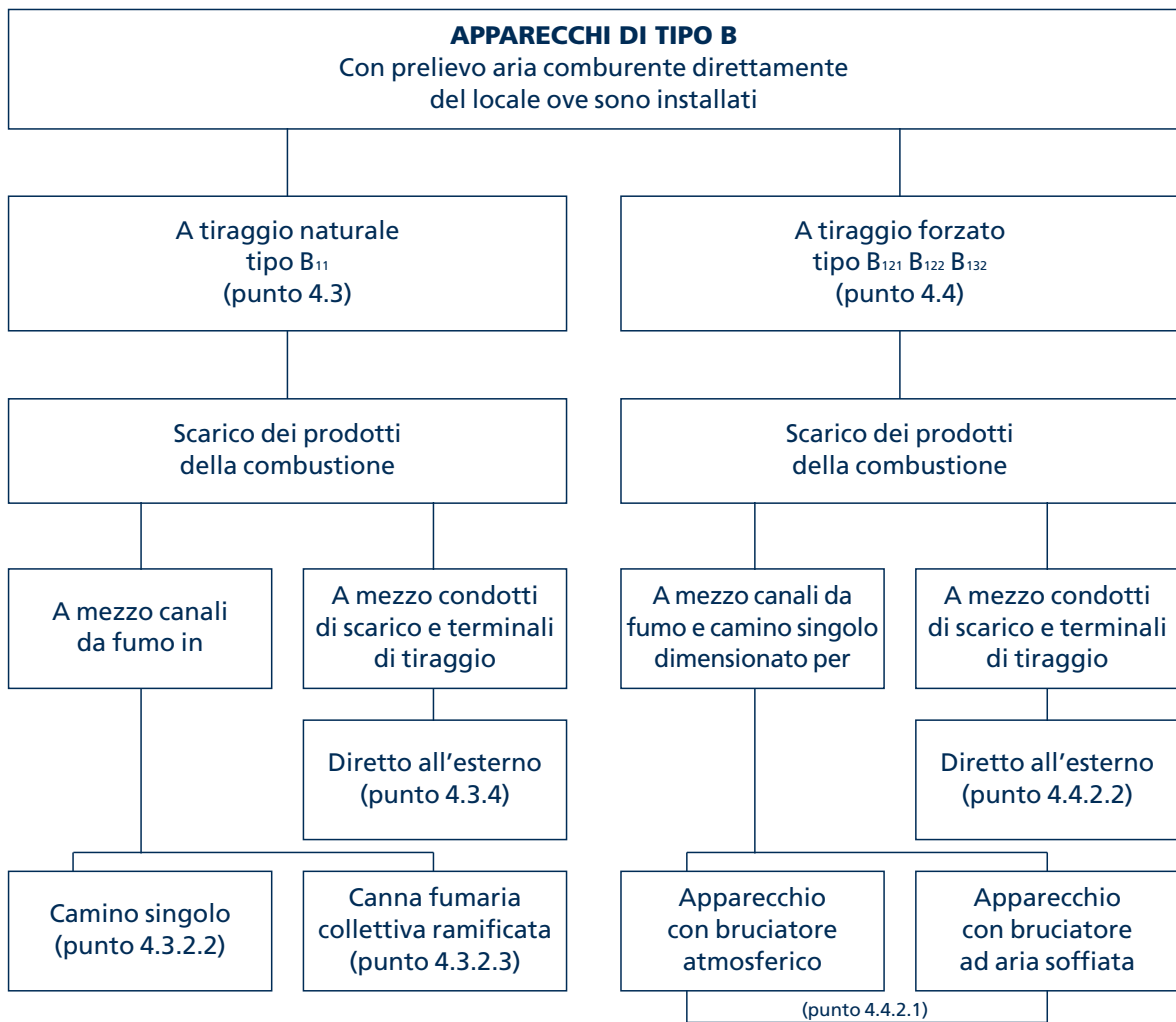 APPARECCHI DI TIPO B
Con prelievo aria comburente direttamente
del locale ove sono installati
A tiraggio naturale
tipo B₁₁
(punto 4.3)
A tiraggio forzato
tipo B₁₂₁ B₁₂₂ B₁₃₂
(punto 4.4)
Scarico dei prodotti
della combustione
Scarico dei prodotti
della combustione
A mezzo canali
da fumo in
A mezzo condotti
di scarico e terminali
di tiraggio
A mezzo canali da
fumo e camino singolo
dimensionato per
A mezzo condotti
di scarico e terminali
di tiraggio
Diretto all’esterno
(punto 4.3.4)
Diretto all’esterno
(punto 4.4.2.2)
Camino singolo
(punto 4.3.2.2)
Canna fumaria
collettiva ramificata
(punto 4.3.2.3)
Apparecchio
con bruciatore
atmosferico
Apparecchio
con bruciatore
ad aria soffiata
(punto 4.4.2.1)